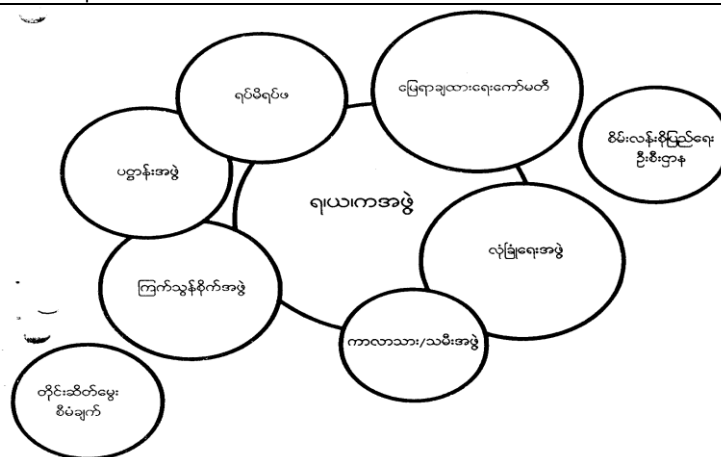 ရပ်မိရပ်ဖ
မြေရာချထားရေးကော်မတီ
စိမ်းလန်းစိုပြည်ရေး
ဦးစီးဌာန
ပဋ္ဌာန်းအဖွဲ့
ရ၊ယ၊ကအဖွဲ့
လုံခြုံရေးအဖွဲ့
ကြက်သွန်စိုက်အဖွဲ့
ကာလာသား/သမီးအဖွဲ့
တိုင်းဆိတ်မွေး
စီမံချက်